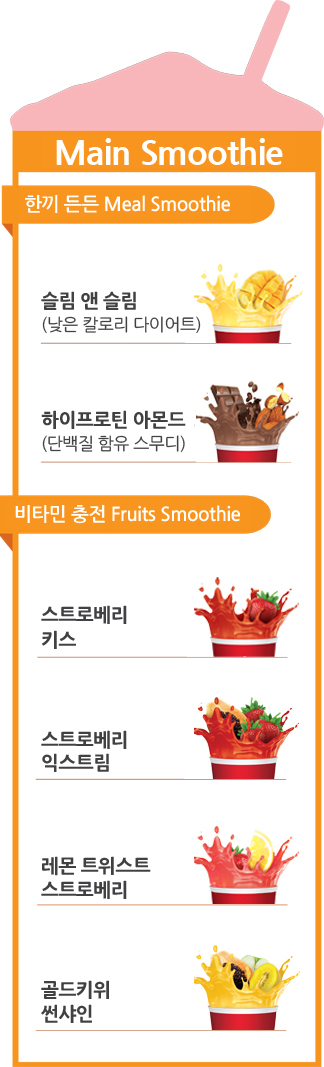 Main Smoothie
한끼 든든 Meal Smoothie
슬림 앤 슬림
(낮은 칼로리 다이어트)
하이프로틴 아몬드
(단백질 함유 스무디)
비타민 충전 Fruits Smoothie
스트로베리
키스
스트로베리
익스트림
레몬 트위스트
스트로베리
골드키위
썬샤인